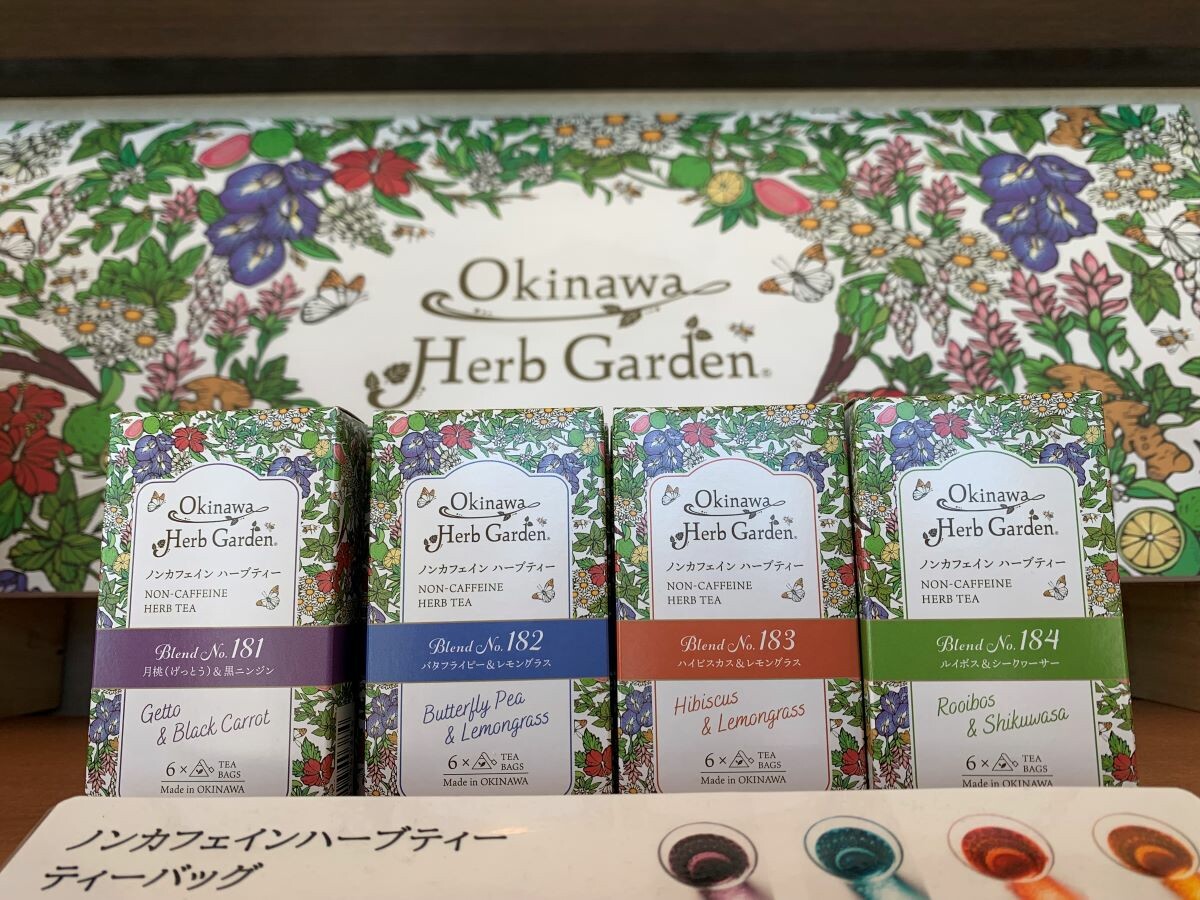 Okinawa
Herb Garden®
Okinawa
Herb Garden®
ノンカフェイン ハーブティー
NON-CAFFEINE
HERB TEA
Blend No. 181
月桃(げっとう)&黒ニンジン
Getto
& Black Carrot
6× TEA
BAGS
Made in OKINAWA
Okinawa
Herb Garden®
ノンカフェイン ハーブティー
NON-CAFFEINE
HERB TEA
Blend No. 182
バタフライピー&レモングラス
Butterfly Pea
& Lemongrass
6× TEA
BAGS
Made in OKINAWA
Okinawa
Herb Garden®
ノンカフェイン ハーブティー
NON-CAFFEINE
HERB TEA
Blend No. 183
ハイビスカス&レモングラス
Hibiscus
& Lemongrass
6× TEA
BAGS
Made in OKINAWA
Okinawa
Herb Garden®
ノンカフェイン ハーブティー
NON-CAFFEINE
HERB TEA
Blend No. 184
ルイボス&シークヮーサー
Rooibos
& Shikuwasa
6× TEA
BAGS
Made in OKINAWA
ノンカフェインハーブティー
ティーバッグ